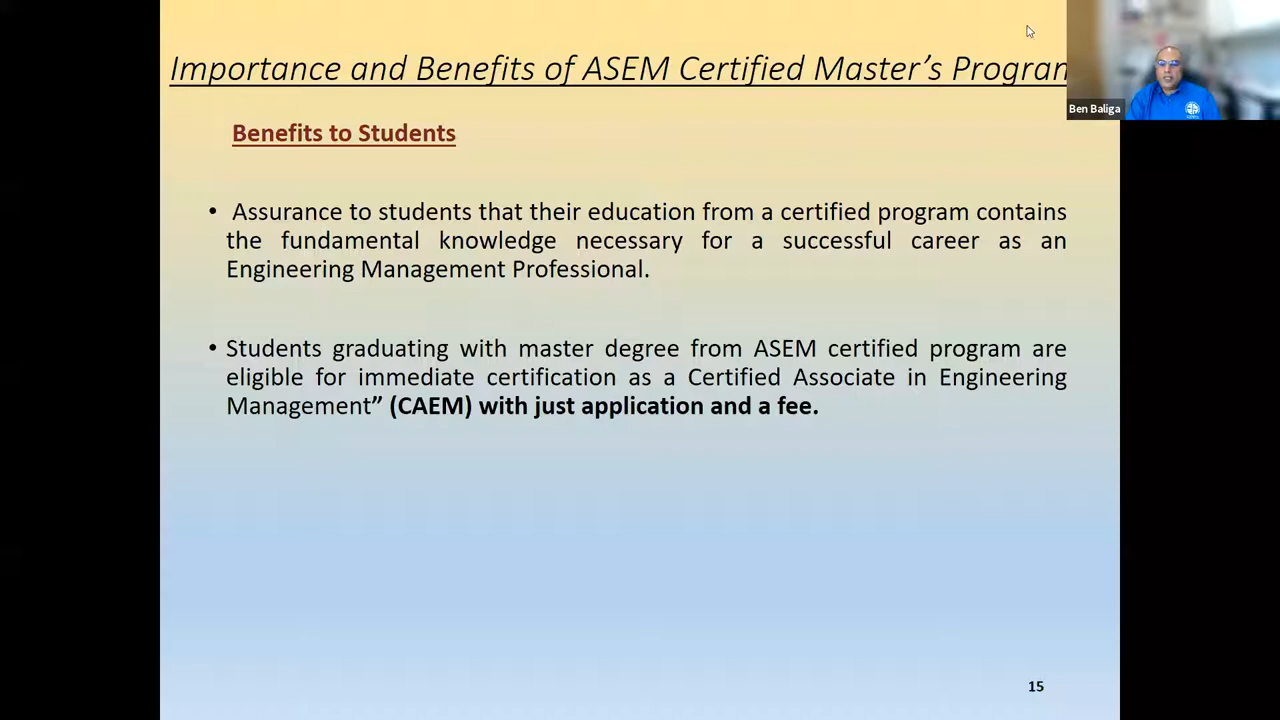 Importance and Benefits of ASEM Certified Master's Program
Ben Baliga
Benefits to Students
• Assurance to students that their education from a certified program contains
the fundamental knowledge necessary for a successful career as an
Engineering Management Professional.
• Students graduating with master degree from ASEM certified program are
eligible for immediate certification as a Certified Associate in Engineering
Management” (CAEM) with just application and a fee.
15